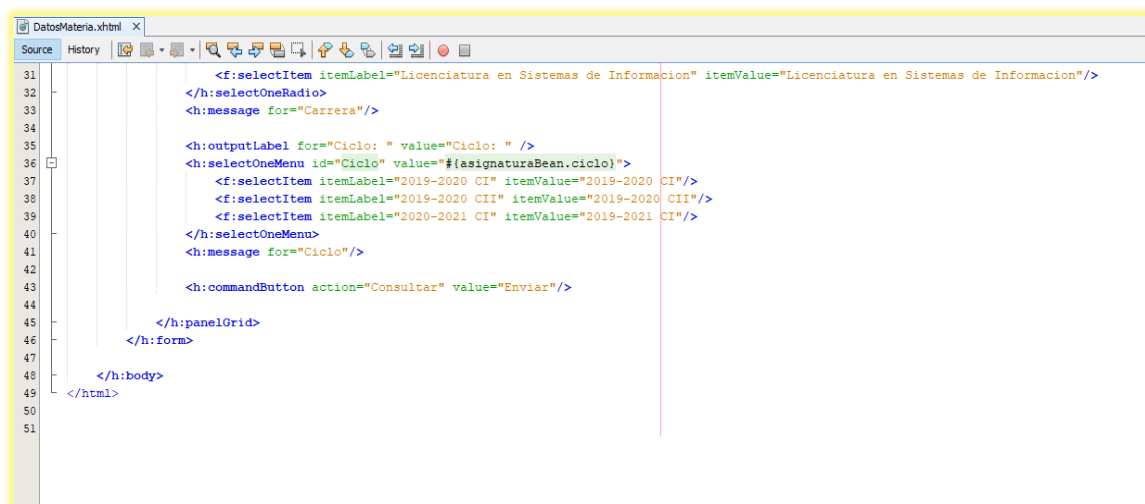 DatosMateria.xhtml
Source History
31 <f:selectItem itemLabel="Licenciatura en Sistemas de Informacion" itemValue="Licenciatura en Sistemas de Informacion"/>
32 </h:selectOneRadio>
33 <h:message for="Carrera"/>
34
35 <h:outputLabel for="Ciclo: " value="Ciclo: " />
36 <h:selectOneMenu id="Ciclo" value="#{asignaturaBean.ciclo}">
37 <f:selectItem itemLabel="2019-2020 CI" itemValue="2019-2020 CI"/>
38 <f:selectItem itemLabel="2019-2020 CII" itemValue="2019-2020 CII"/>
39 <f:selectItem itemLabel="2020-2021 CI" itemValue="2019-2021 CI"/>
40 </h:selectOneMenu>
41 <h:message for="Ciclo"/>
42
43 <h:commandButton action="Consultar" value="Enviar"/>
44
45 </h:panelGrid>
46 </h:form>
47
48 </h:body>
49 </html>
50
51